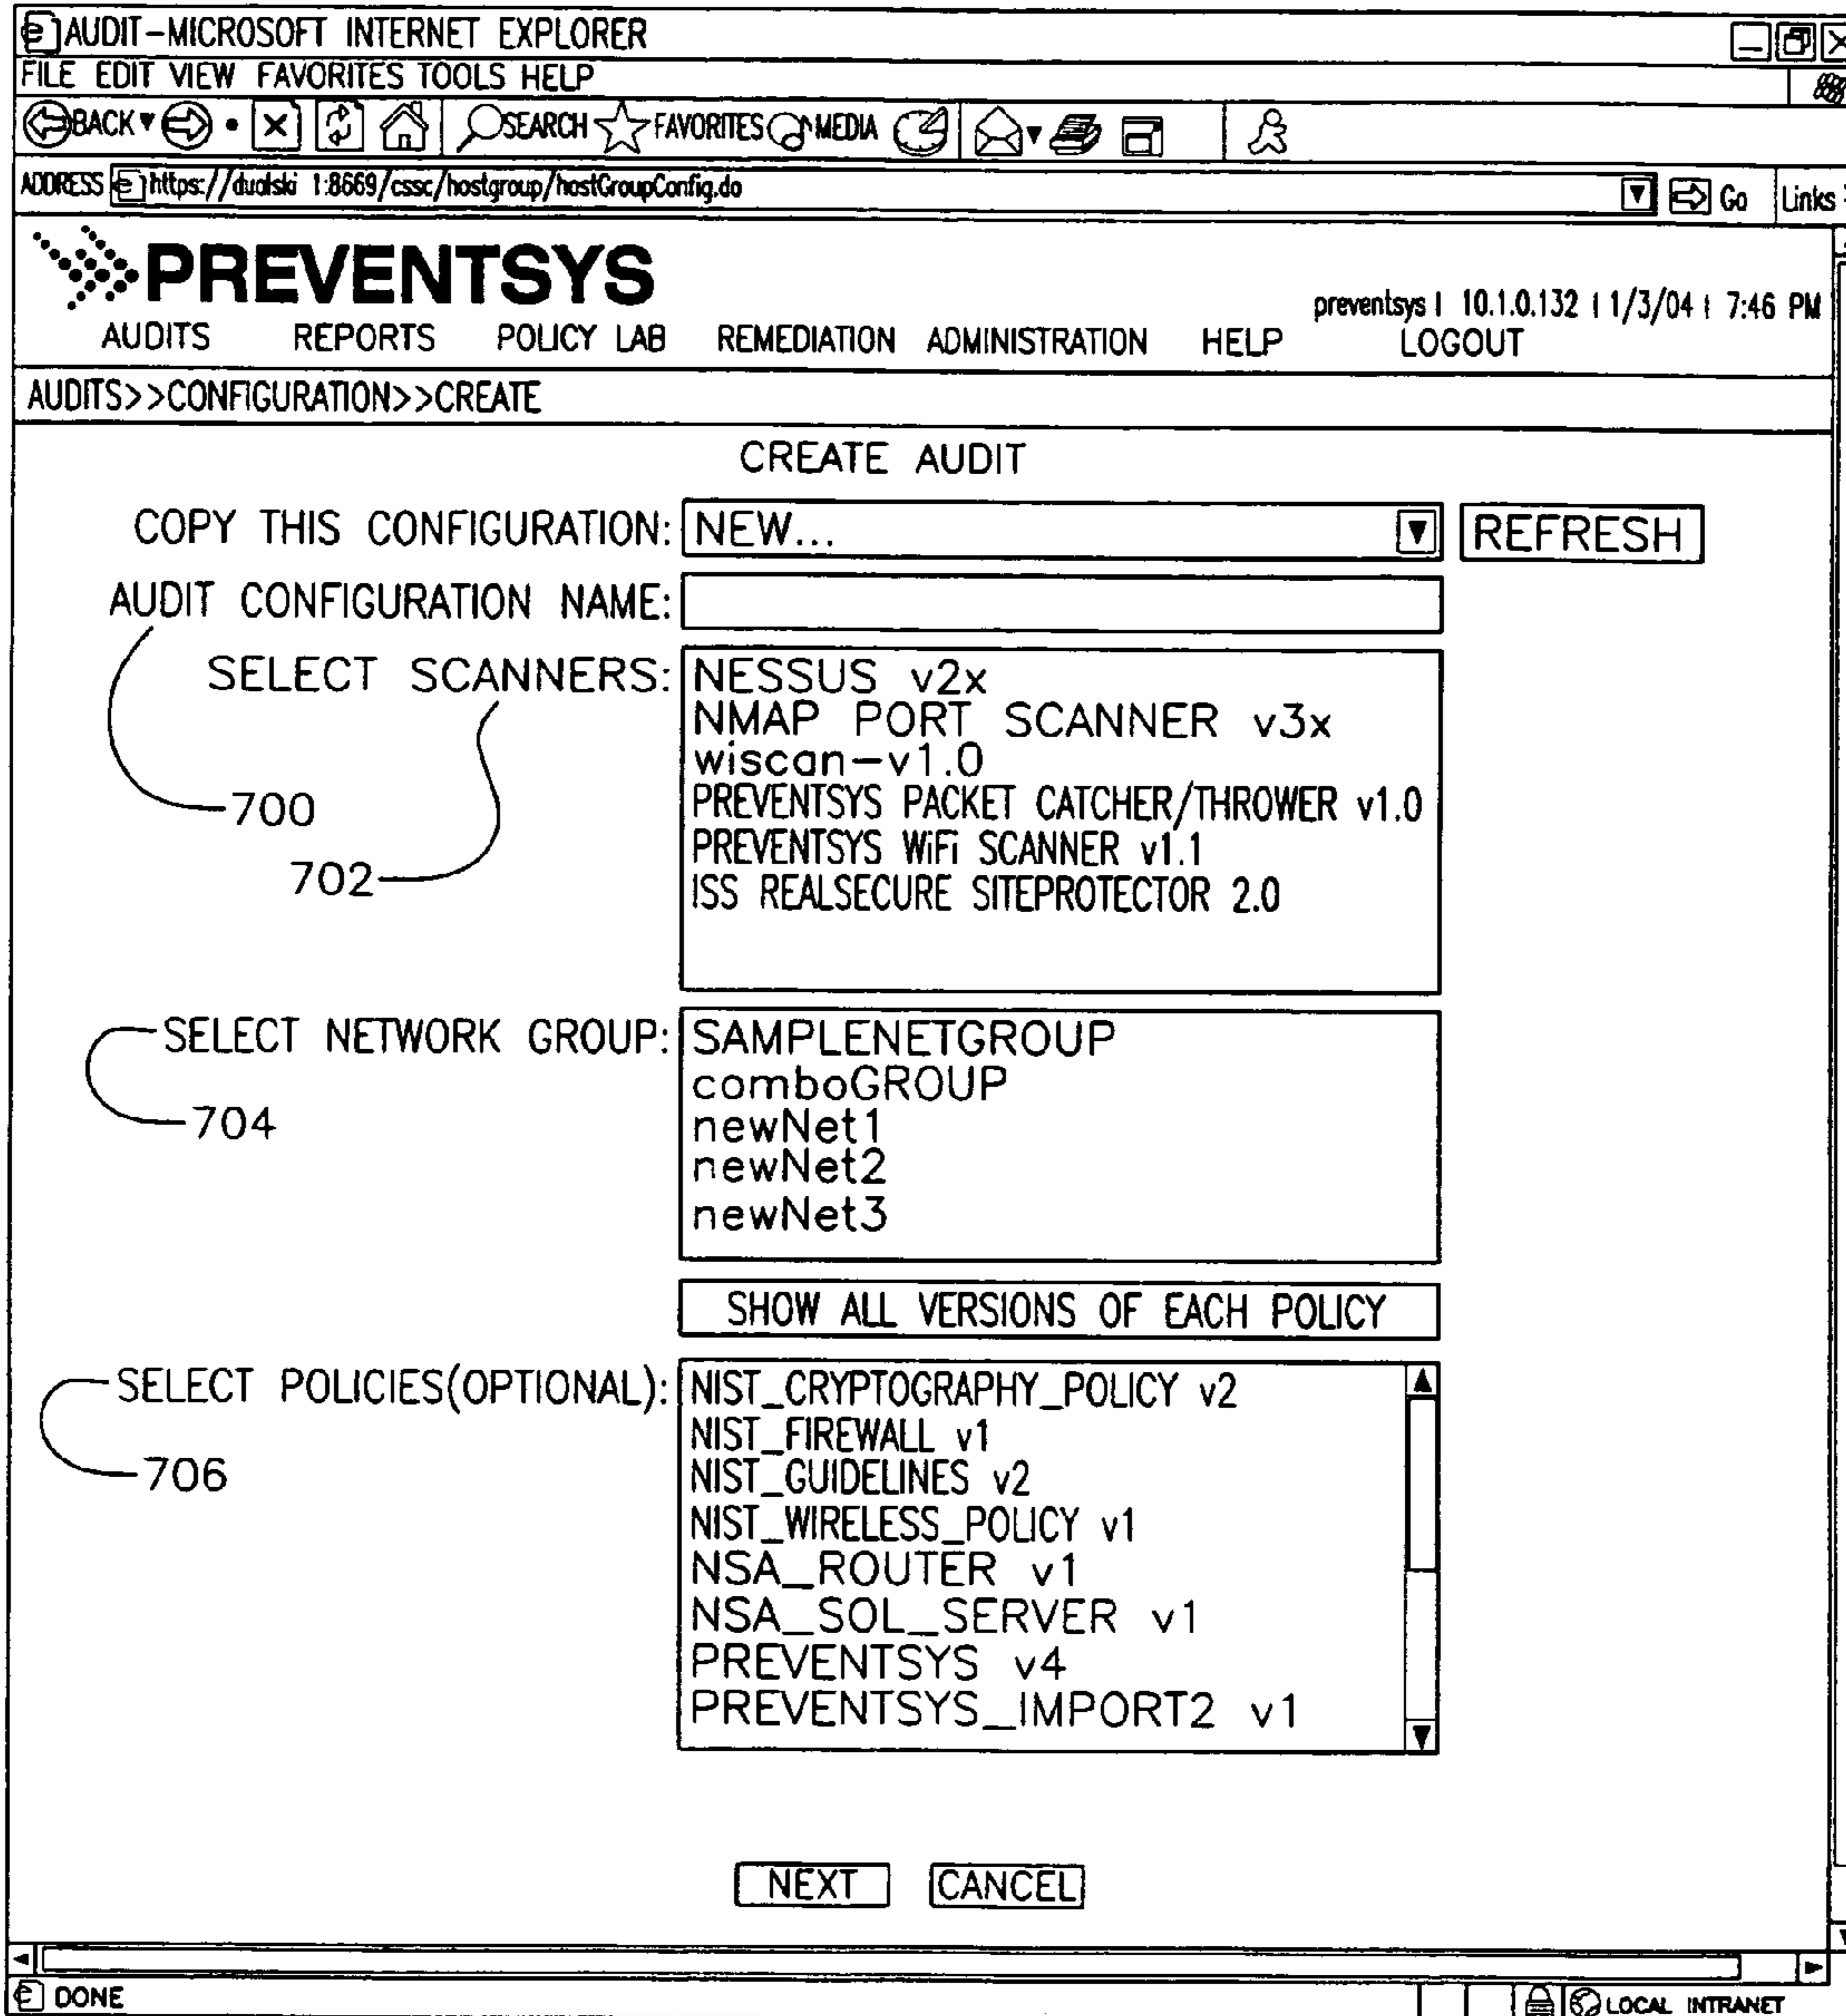 AUDIT-MICROSOFT INTERNET EXPLORER
FILE EDIT VIEW FAVORITES TOOLS HELP
BACK SEARCH FAVORITES MEDIA
ADDRESS https://dualski 1:8669/cssc/hostgroup/hostGroupConfig.do Go Links
PREVENTSYS
preventsys | 10.1.0.132 | 1/3/04 | 7:46 PM
AUDITS REPORTS POLICY LAB REMEDIATION ADMINISTRATION HELP LOGOUT
AUDITS>>CONFIGURATION>>CREATE
CREATE AUDIT
COPY THIS CONFIGURATION: NEW... REFRESH
AUDIT CONFIGURATION NAME:
700
SELECT SCANNERS:
702
NESSUS v2x
NMAP PORT SCANNER v3x
wiscan-v1.0
PREVENTSYS PACKET CATCHER/THROWER v1.0
PREVENTSYS WiFi SCANNER v1.1
ISS REALSECURE SITEPROTECTOR 2.0
SELECT NETWORK GROUP:
704
SAMPLENETGROUP
comboGROUP
newNet1
newNet2
newNet3
SHOW ALL VERSIONS OF EACH POLICY
SELECT POLICIES(OPTIONAL):
706
NIST_CRYPTOGRAPHY_POLICY v2
NIST_FIREWALL v1
NIST_GUIDELINES v2
NIST_WIRELESS_POLICY v1
NSA_ROUTER v1
NSA_SOL_SERVER v1
PREVENTSYS v4
PREVENTSYS_IMPORT2 v1
NEXT CANCEL
DONE LOCAL INTRANET